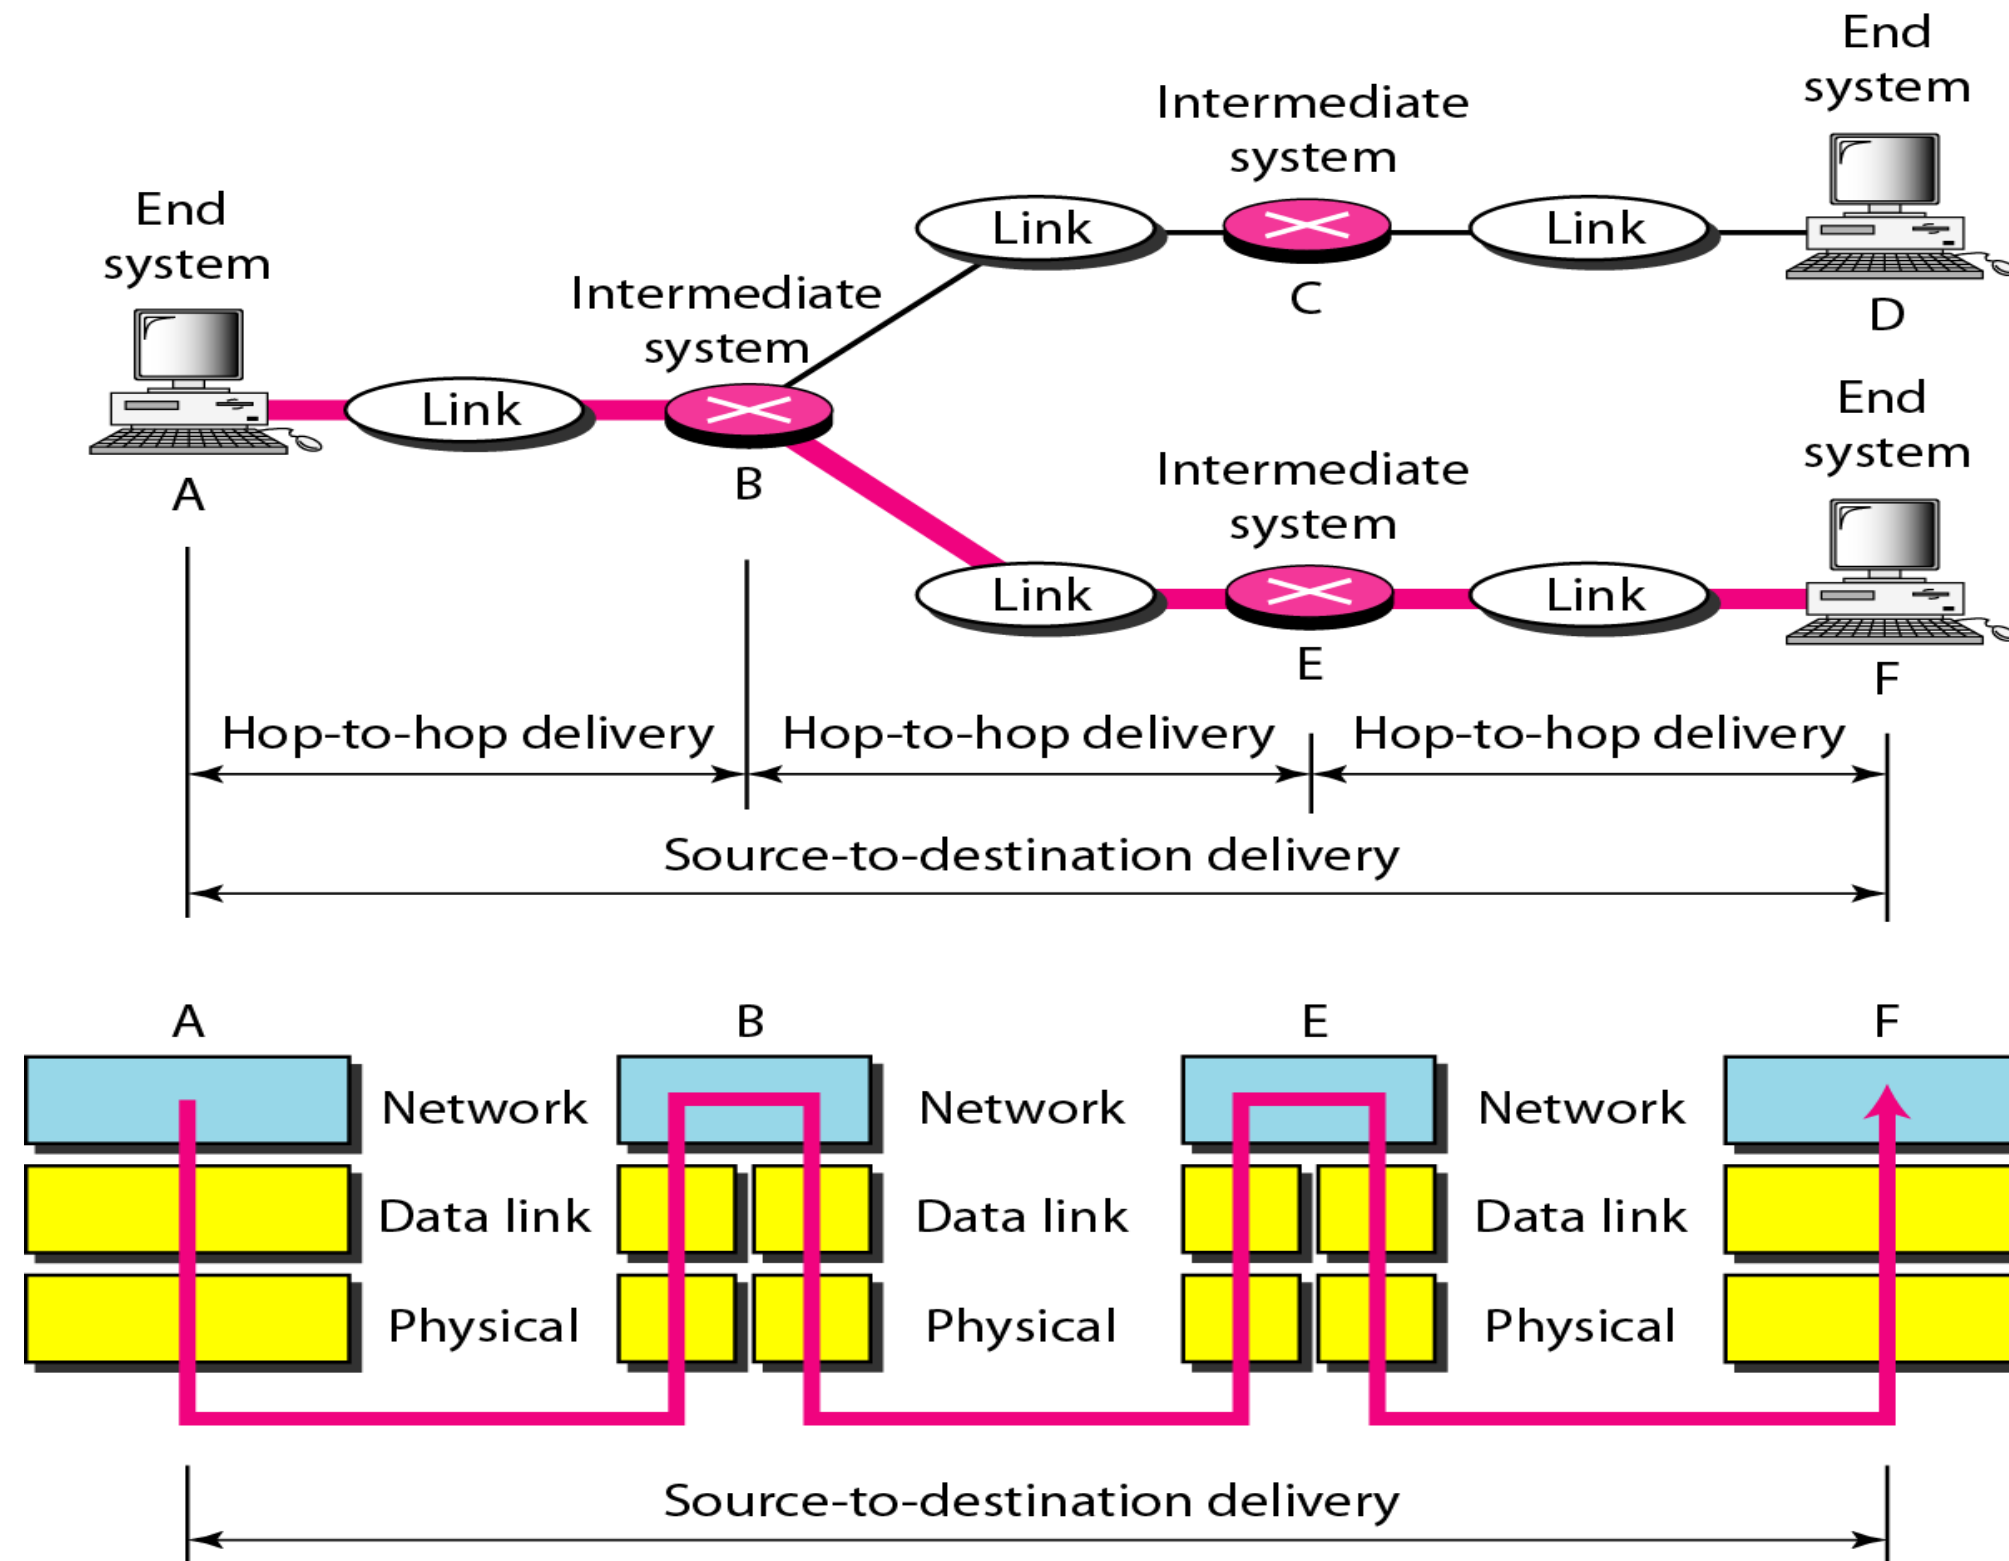 End
system
Intermediate
system
End
system
Link
Link
C
D
Intermediate
system
Link
A
B
End
system
Intermediate
system
Link
Link
E
F
Hop-to-hop delivery
Hop-to-hop delivery
Hop-to-hop delivery
Source-to-destination delivery
A
B
E
F
Network
Network
Network
Data link
Data link
Data link
Physical
Physical
Physical
Source-to-destination delivery